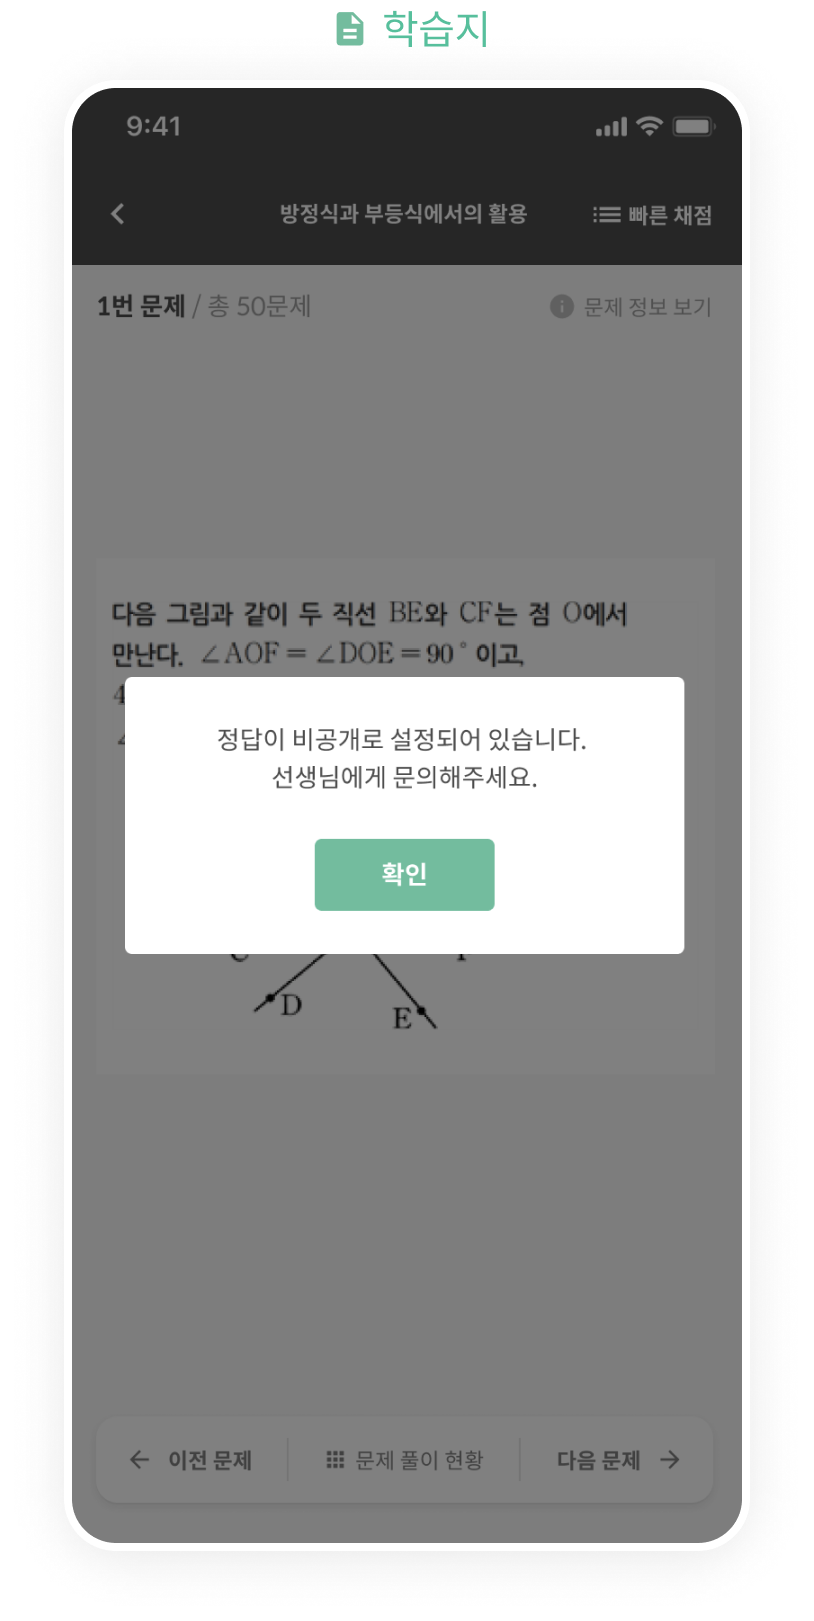 학습지
9:41
방정식과 부등식에서의 활용
빠른 채점
1번 문제 / 총 50문제
문제 정보 보기
다음 그림과 같이 두 직선 BE와 CF는 점 O에서
만난다. ∠AOF = ∠DOE = 90° 이고,
4
정답이 비공개로 설정되어 있습니다.
선생님에게 문의해주세요.
확인
D
E
이전 문제
문제 풀이 현황
다음 문제